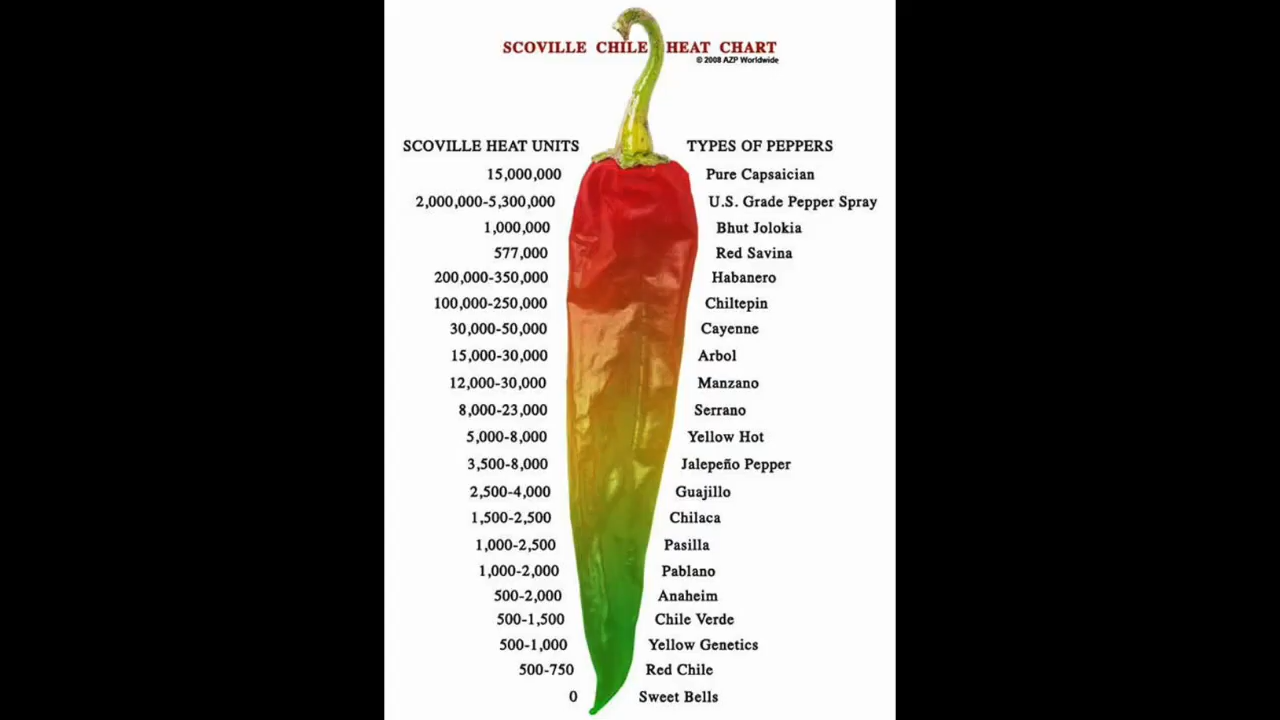 SCOVILLE CHILE HEAT CHART
© 2008 AZP Worldwide
SCOVILLE HEAT UNITS TYPES OF PEPPERS
15,000,000 Pure Capsaician
2,000,000-5,300,000 U.S. Grade Pepper Spray
1,000,000 Bhut Jolokia
577,000 Red Savina
200,000-350,000 Habanero
100,000-250,000 Chiltepin
30,000-50,000 Cayenne
15,000-30,000 Arbol
12,000-30,000 Manzano
8,000-23,000 Serrano
5,000-8,000 Yellow Hot
3,500-8,000 Jalepeño Pepper
2,500-4,000 Guajillo
1,500-2,500 Chilaca
1,000-2,500 Pasilla
1,000-2,000 Pablano
500-2,000 Anaheim
500-1,500 Chile Verde
500-1,000 Yellow Genetics
500-750 Red Chile
0 Sweet Bells